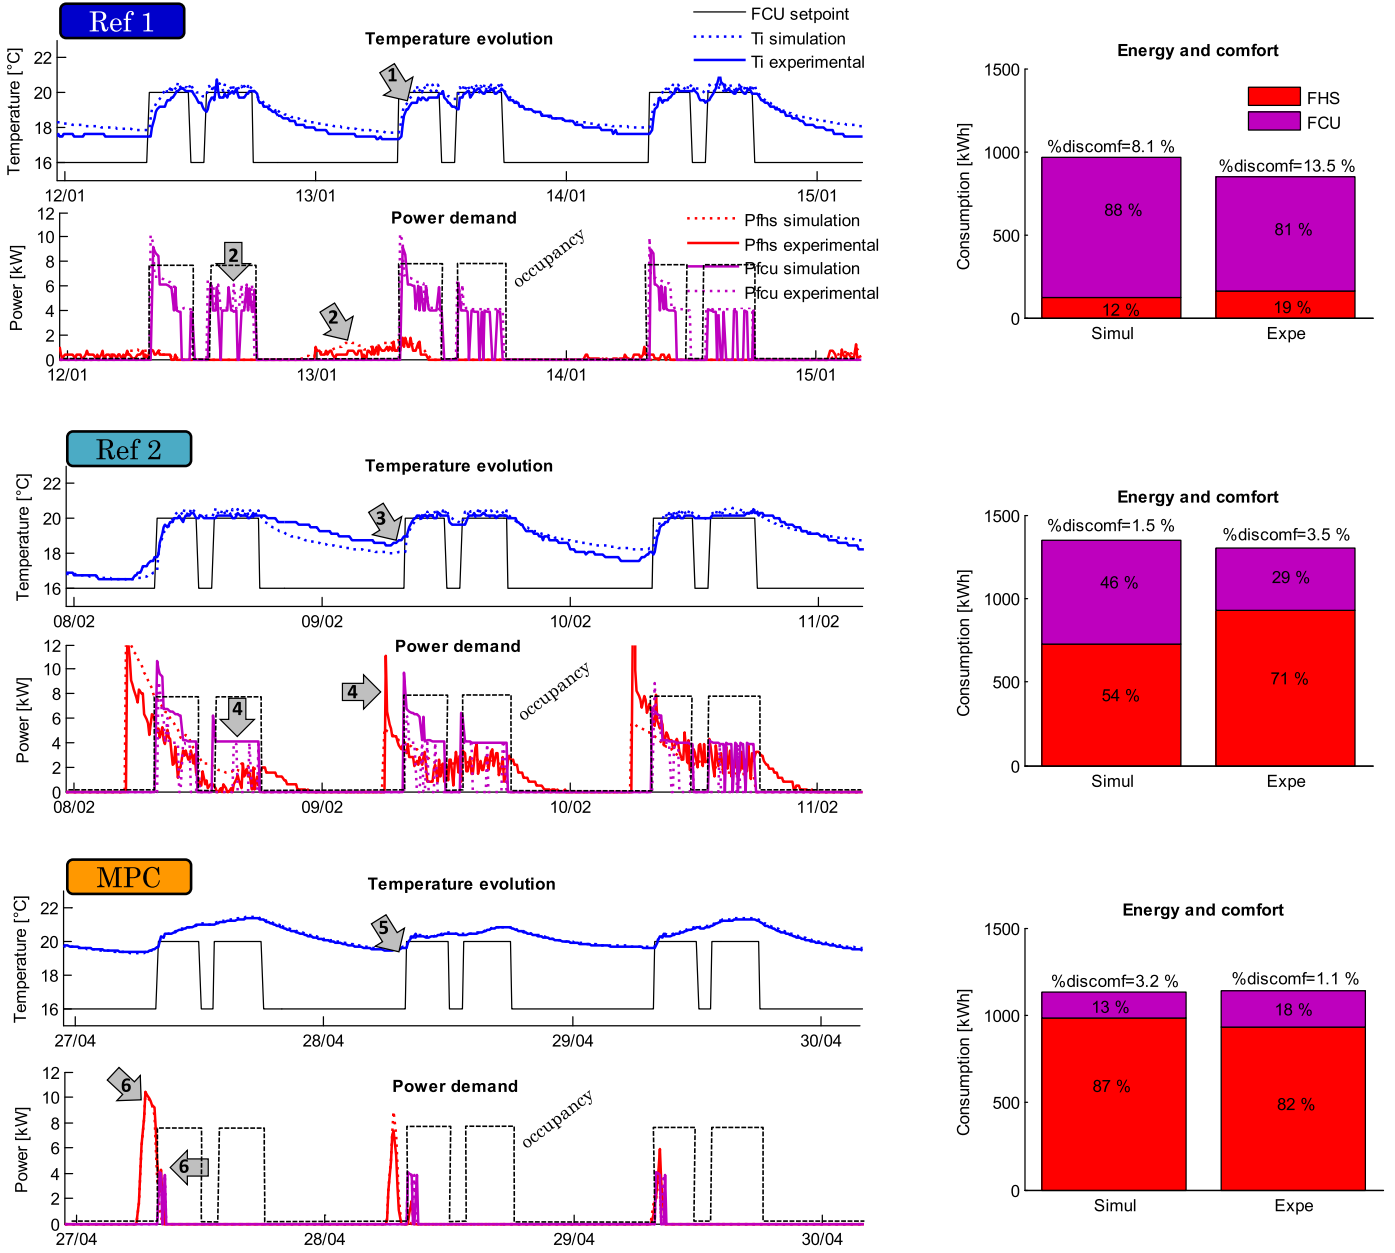 Ref 1
FCU setpoint
Ti simulation
Ti experimental
Temperature evolution
Temperature [°C]
22
20
18
16
1
12/01
13/01
14/01
15/01
Power demand
Pfhs simulation
Pfhs experimental
Pfcu simulation
Pfcu experimental
occupancy
Power [kW]
12
10
8
6
4
2
0
2
2
12/01
13/01
14/01
15/01
Energy and comfort
FHS
FCU
Consumption [kWh]
1500
1000
500
0
%discomf=8.1 %
%discomf=13.5 %
88 %
81 %
12 %
19 %
Simul
Expe
Ref 2
Temperature evolution
Temperature [°C]
22
20
18
16
3
08/02
09/02
10/02
11/02
Power demand
occupancy
Power [kW]
12
10
8
6
4
2
0
4
4
08/02
09/02
10/02
11/02
Energy and comfort
Consumption [kWh]
1500
1000
500
0
%discomf=1.5 %
%discomf=3.5 %
46 %
29 %
54 %
71 %
Simul
Expe
MPC
Temperature evolution
Temperature [°C]
22
20
18
16
5
27/04
28/04
29/04
30/04
Power demand
occupancy
Power [kW]
12
10
8
6
4
2
0
6
6
27/04
28/04
29/04
30/04
Energy and comfort
Consumption [kWh]
1500
1000
500
0
%discomf=3.2 %
%discomf=1.1 %
13 %
18 %
87 %
82 %
Simul
Expe